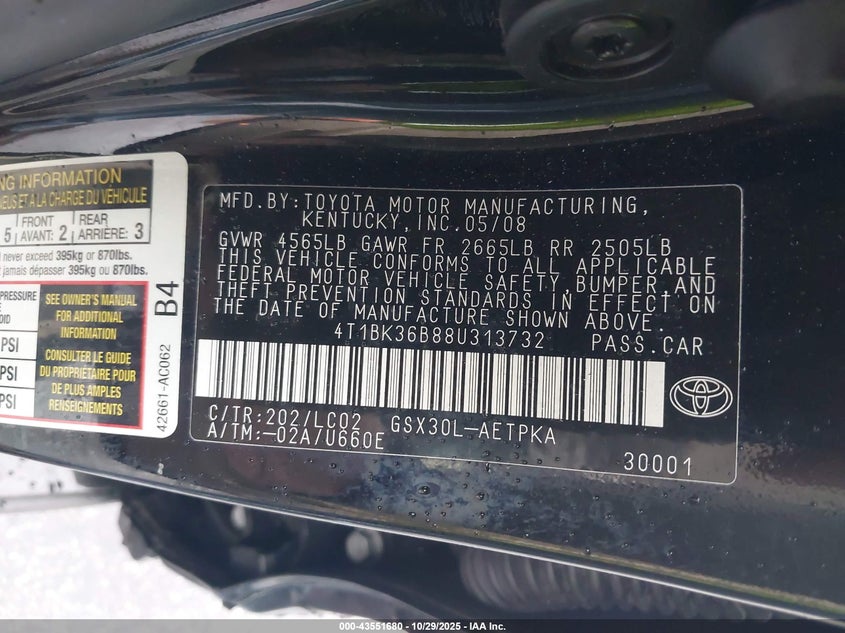 NG INFORMATION
NEUS ET A LA CHARGE DU VÉHICULE
5 FRONT AVANT: 2 REAR ARRIÈRE: 3
never exceed 395kg or 870lbs.
jamais dépasser 395kg ou 870lbs.
PRESSURE
SEE OWNER'S MANUAL
FOR ADDITIONAL
INFORMATION
PSI
CONSULTER LE GUIDE
DU PROPRIÉTAIRE POUR
DE PLUS AMPLES
RENSEIGNEMENTS
PSI
PSI
B4
42661-AC062
MFD.BY:TOYOTA MOTOR MANUFACTURING,
KENTUCKY,INC.05/08
GVWR 4565LB GAWR FR 2665LB RR 2505LB
THIS VEHICLE CONFORMS TO ALL APPLICABLE
FEDERAL MOTOR VEHICLE SAFETY,BUMPER,AND
THEFT PREVENTION STANDARDS IN EFFECT ON
THE DATE OF MANUFACTURE SHOWN ABOVE.
4T1BK36B88U313732 PASS.CAR
C/TR:202/LC02 GSX30L-AETPKA
A/TM:-02A/U660E
30001
000-43551680 - 10/29/2025 - IAA Inc.